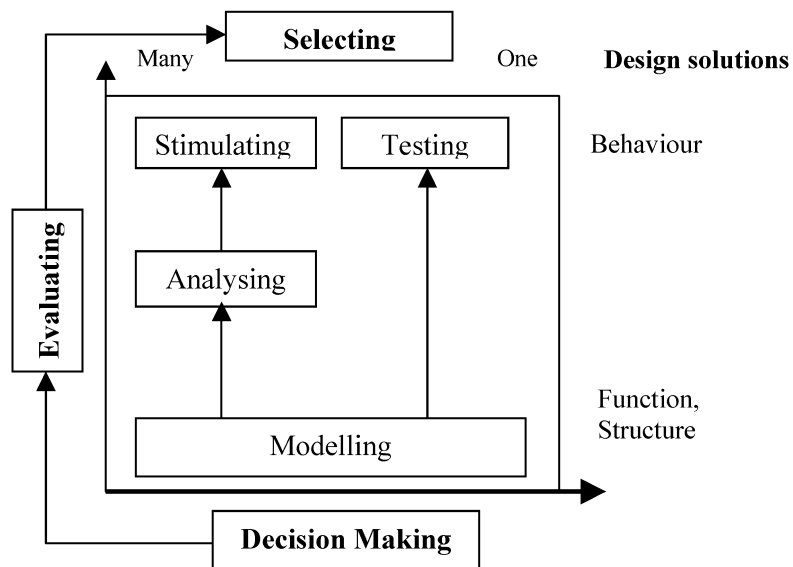 Selecting
Many
One
Design solutions
Stimulating
Testing
Behaviour
Evaluating
Analysing
Function,
Structure
Modelling
Decision Making